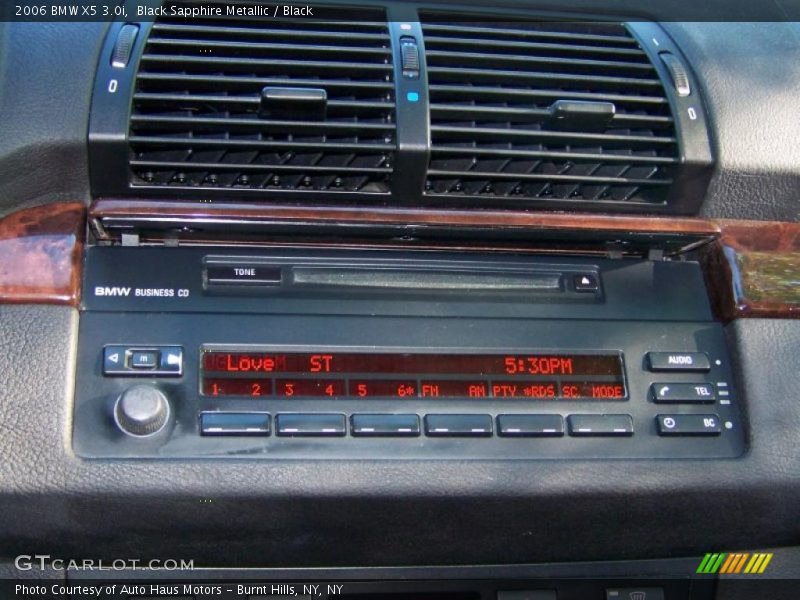 2006 BMW X5 3.0i, Black Sapphire Metallic / Black
0
0
TONE
BMW BUSINESS CD
m
Love ST 5:30PM
AUDIO
1 2 3 4 5 6* FM AM PTY *RDS SC MODE
TEL
BC
GTCARLOT.COM
Photo Courtesy of Auto Haus Motors - Burnt Hills, NY, NY